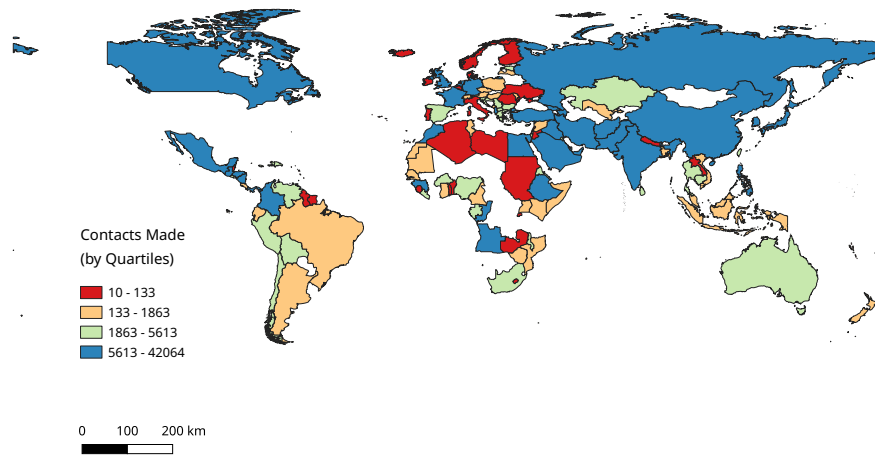 Contacts Made
(by Quartiles)
10 - 133
133 - 1863
1863 - 5613
5613 - 42064
0 100 200 km